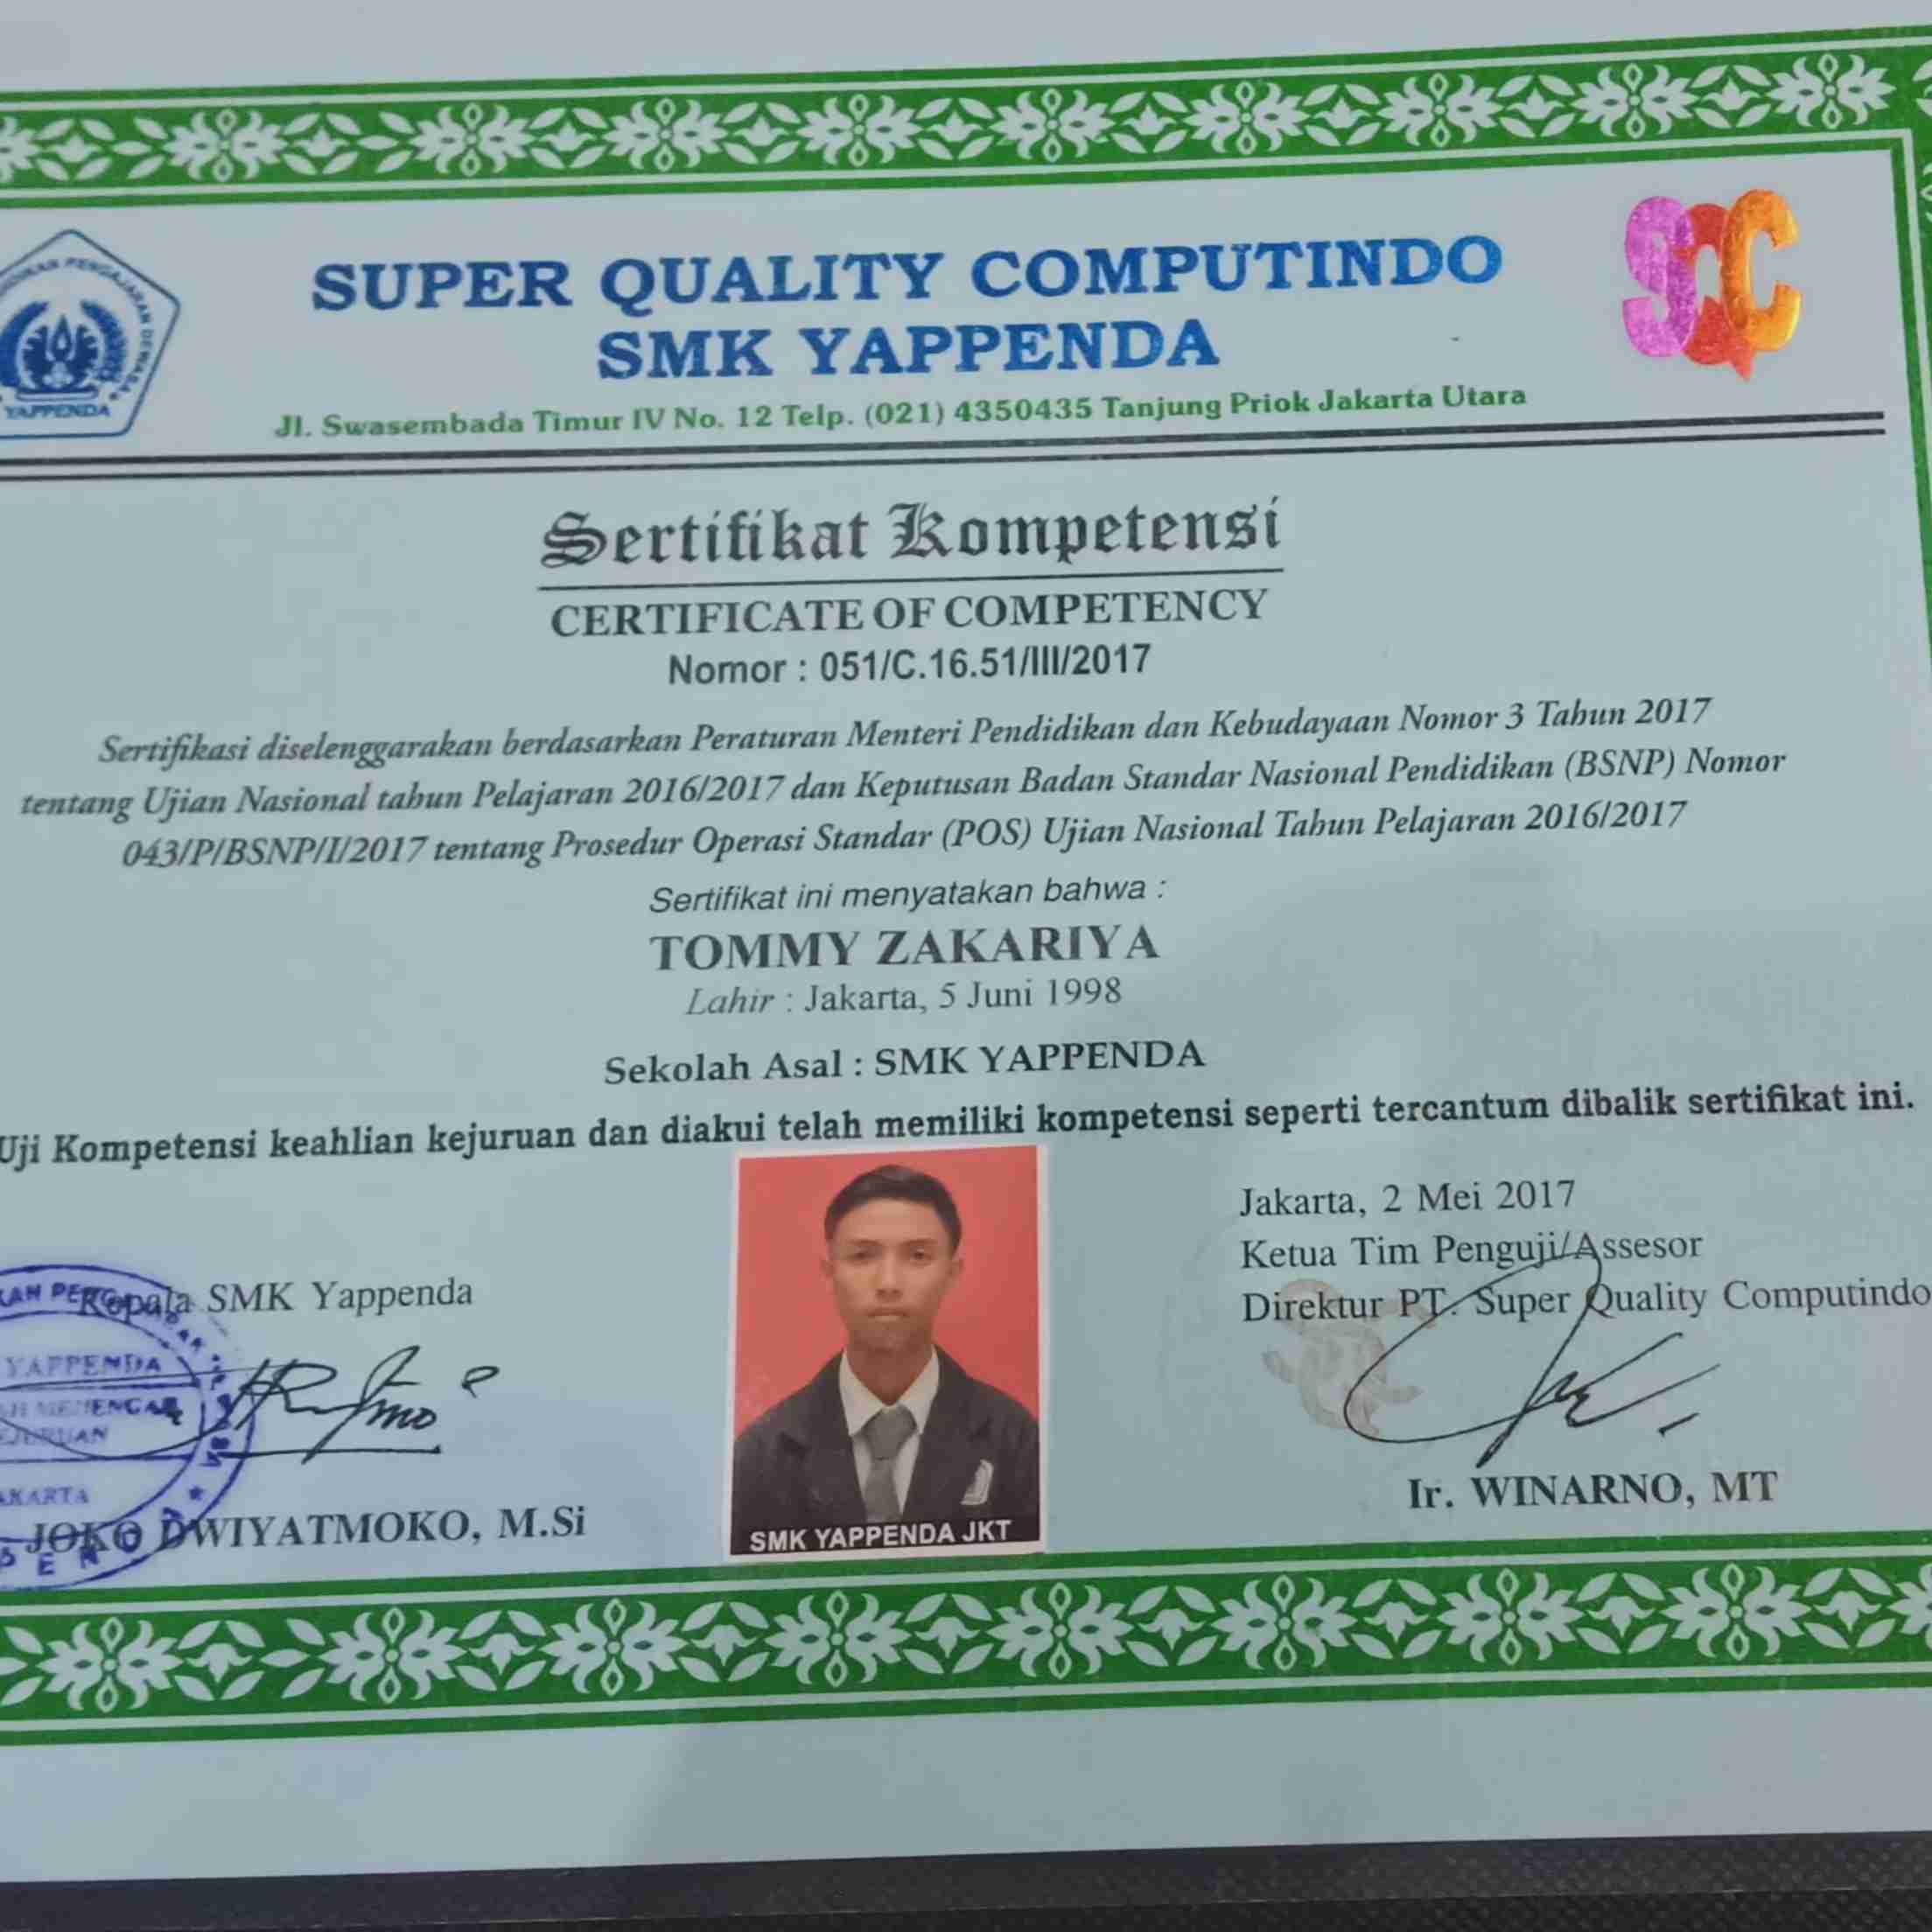 SUPER QUALITY COMPUTINDO
SMK YAPPENDA
Jl. Swasembada Timur IV No. 12 Telp. (021) 4350435 Tanjung Priok Jakarta Utara
PENGAJARAN DEWABA
YAPPENDA
SQC
Sertifikat Kompetensi
CERTIFICATE OF COMPETENCY
Nomor : 051/C.16.51/III/2017
Sertifikasi diselenggarakan berdasarkan Peraturan Menteri Pendidikan dan Kebudayaan Nomor 3 Tahun 2017
tentang Ujian Nasional tahun Pelajaran 2016/2017 dan Keputusan Badan Standar Nasional Pendidikan (BSNP) Nomor
043/P/BSNP/I/2017 tentang Prosedur Operasi Standar (POS) Ujian Nasional Tahun Pelajaran 2016/2017
Sertifikat ini menyatakan bahwa :
TOMMY ZAKARIYA
Lahir : Jakarta, 5 Juni 1998
Sekolah Asal : SMK YAPPENDA
Uji Kompetensi keahlian kejuruan dan diakui telah memiliki kompetensi seperti tercantum dibalik sertifikat ini.
Jakarta, 2 Mei 2017
Ketua Tim Penguji/Assesor
Direktur PT. Super Quality Computindo
Ir. WINARNO, MT
Kepala SMK Yappenda
YAPPENDA
JOKO DWIYATMOKO, M.Si
SMK YAPPENDA JKT